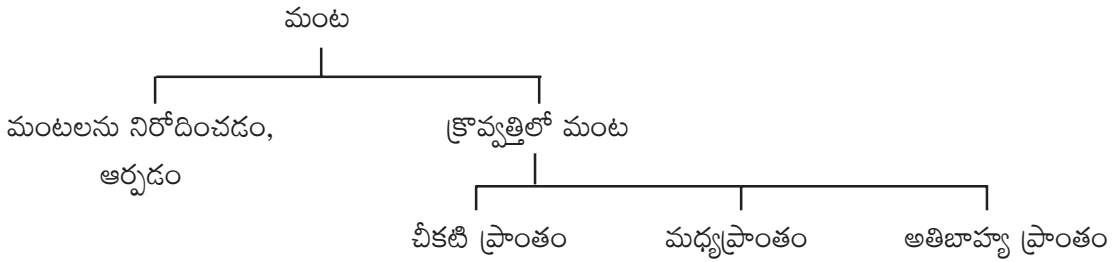 మంట
మంటలను నిరోదించడం,
ఆర్పడం
క్రొవ్వత్తిలో మంట
చీకటి ప్రాంతం
మధ్యప్రాంతం
అతిబాహ్య ప్రాంతం